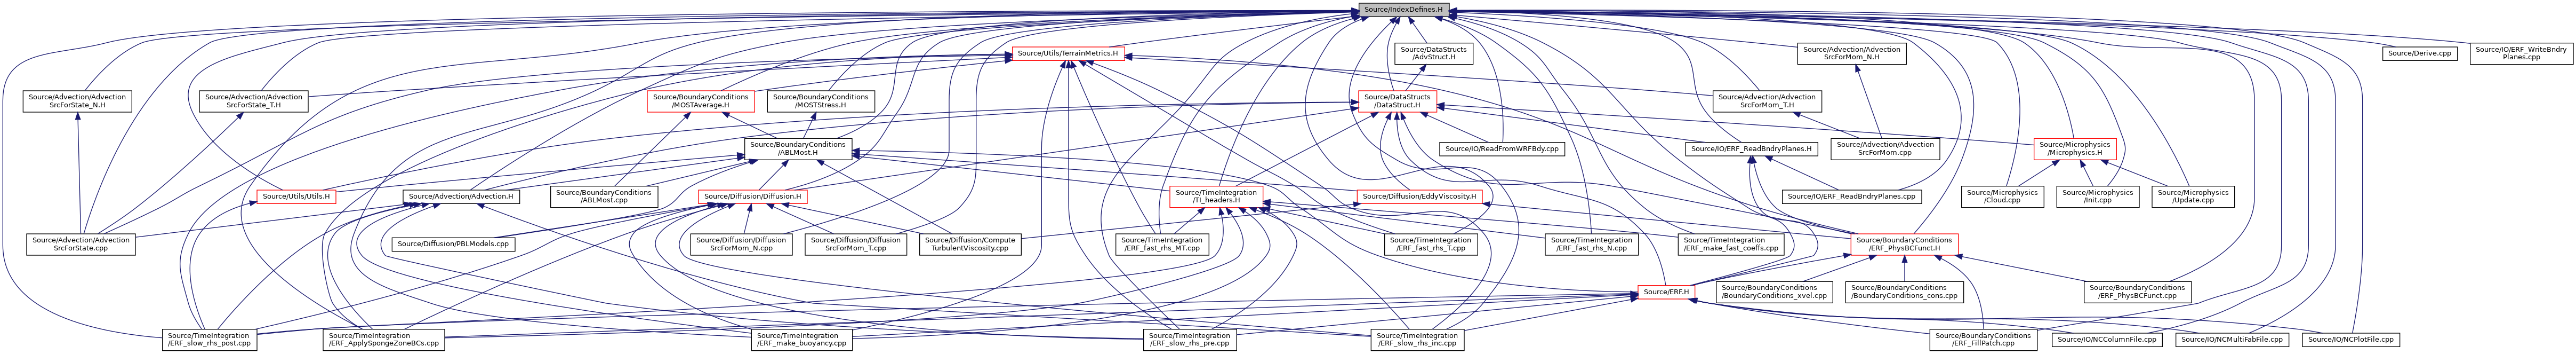 Source/IndexDefines.H
Source/Utils/TerrainMetrics.H
Source/DataStructs
/AdvStruct.H
Source/Advection/Advection
SrcForMom_N.H
Source/Derive.cpp
Source/IO/ERF_WriteBndry
Planes.cpp
Source/Advection/Advection
SrcForState_N.H
Source/Advection/Advection
SrcForState_T.H
Source/BoundaryConditions
/MOSTAverage.H
Source/BoundaryConditions
/MOSTStress.H
Source/DataStructs
/DataStruct.H
Source/Advection/Advection
SrcForMom_T.H
Source/BoundaryConditions
/ABLMost.H
Source/IO/ReadFromWRFBdy.cpp
Source/IO/ERF_ReadBndryPlanes.H
Source/Advection/Advection
SrcForMom.cpp
Source/Microphysics
/Microphysics.H
Source/Utils/Utils.H
Source/Advection/Advection.H
Source/BoundaryConditions
/ABLMost.cpp
Source/Diffusion/Diffusion.H
Source/TimeIntegration
/TI_headers.H
Source/Diffusion/EddyViscosity.H
Source/IO/ERF_ReadBndryPlanes.cpp
Source/Microphysics
/Cloud.cpp
Source/Microphysics
/Init.cpp
Source/Microphysics
/Update.cpp
Source/Advection/Advection
SrcForState.cpp
Source/Diffusion/PBLModels.cpp
Source/Diffusion/Diffusion
SrcForMom_N.cpp
Source/Diffusion/Diffusion
SrcForMom_T.cpp
Source/Diffusion/Compute
TurbulentViscosity.cpp
Source/TimeIntegration
/ERF_fast_rhs_MT.cpp
Source/TimeIntegration
/ERF_fast_rhs_T.cpp
Source/TimeIntegration
/ERF_fast_rhs_N.cpp
Source/TimeIntegration
/ERF_make_fast_coeffs.cpp
Source/BoundaryConditions
/ERF_PhysBCFunct.H
Source/ERF.H
Source/BoundaryConditions
/BoundaryConditions_xvel.cpp
Source/BoundaryConditions
/BoundaryConditions_cons.cpp
Source/BoundaryConditions
/ERF_PhysBCFunct.cpp
Source/TimeIntegration
/ERF_slow_rhs_post.cpp
Source/TimeIntegration
/ERF_ApplySpongeZoneBCs.cpp
Source/TimeIntegration
/ERF_make_buoyancy.cpp
Source/TimeIntegration
/ERF_slow_rhs_pre.cpp
Source/TimeIntegration
/ERF_slow_rhs_inc.cpp
Source/BoundaryConditions
/ERF_FillPatch.cpp
Source/IO/NCColumnFile.cpp
Source/IO/NCMultiFabFile.cpp
Source/IO/NCPlotFile.cpp